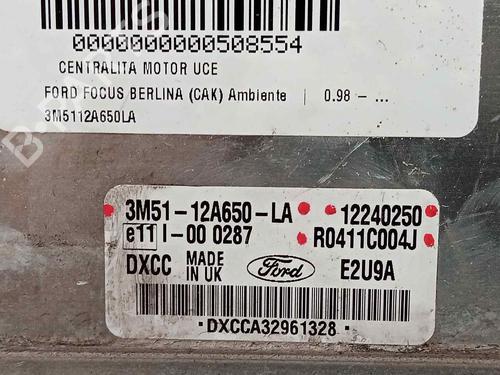 0000000000508554
CENTRALITA MOTOR UCE
FORD FOCUS BERLINA (CAK) Ambiente | 0.98 - ...
3M5112A650LA
3M51-12A650-LA 12240250
e11 I-00 0287 R0411C004J
DXCC MADE IN UK Ford E2U9A
DXCCA32961328